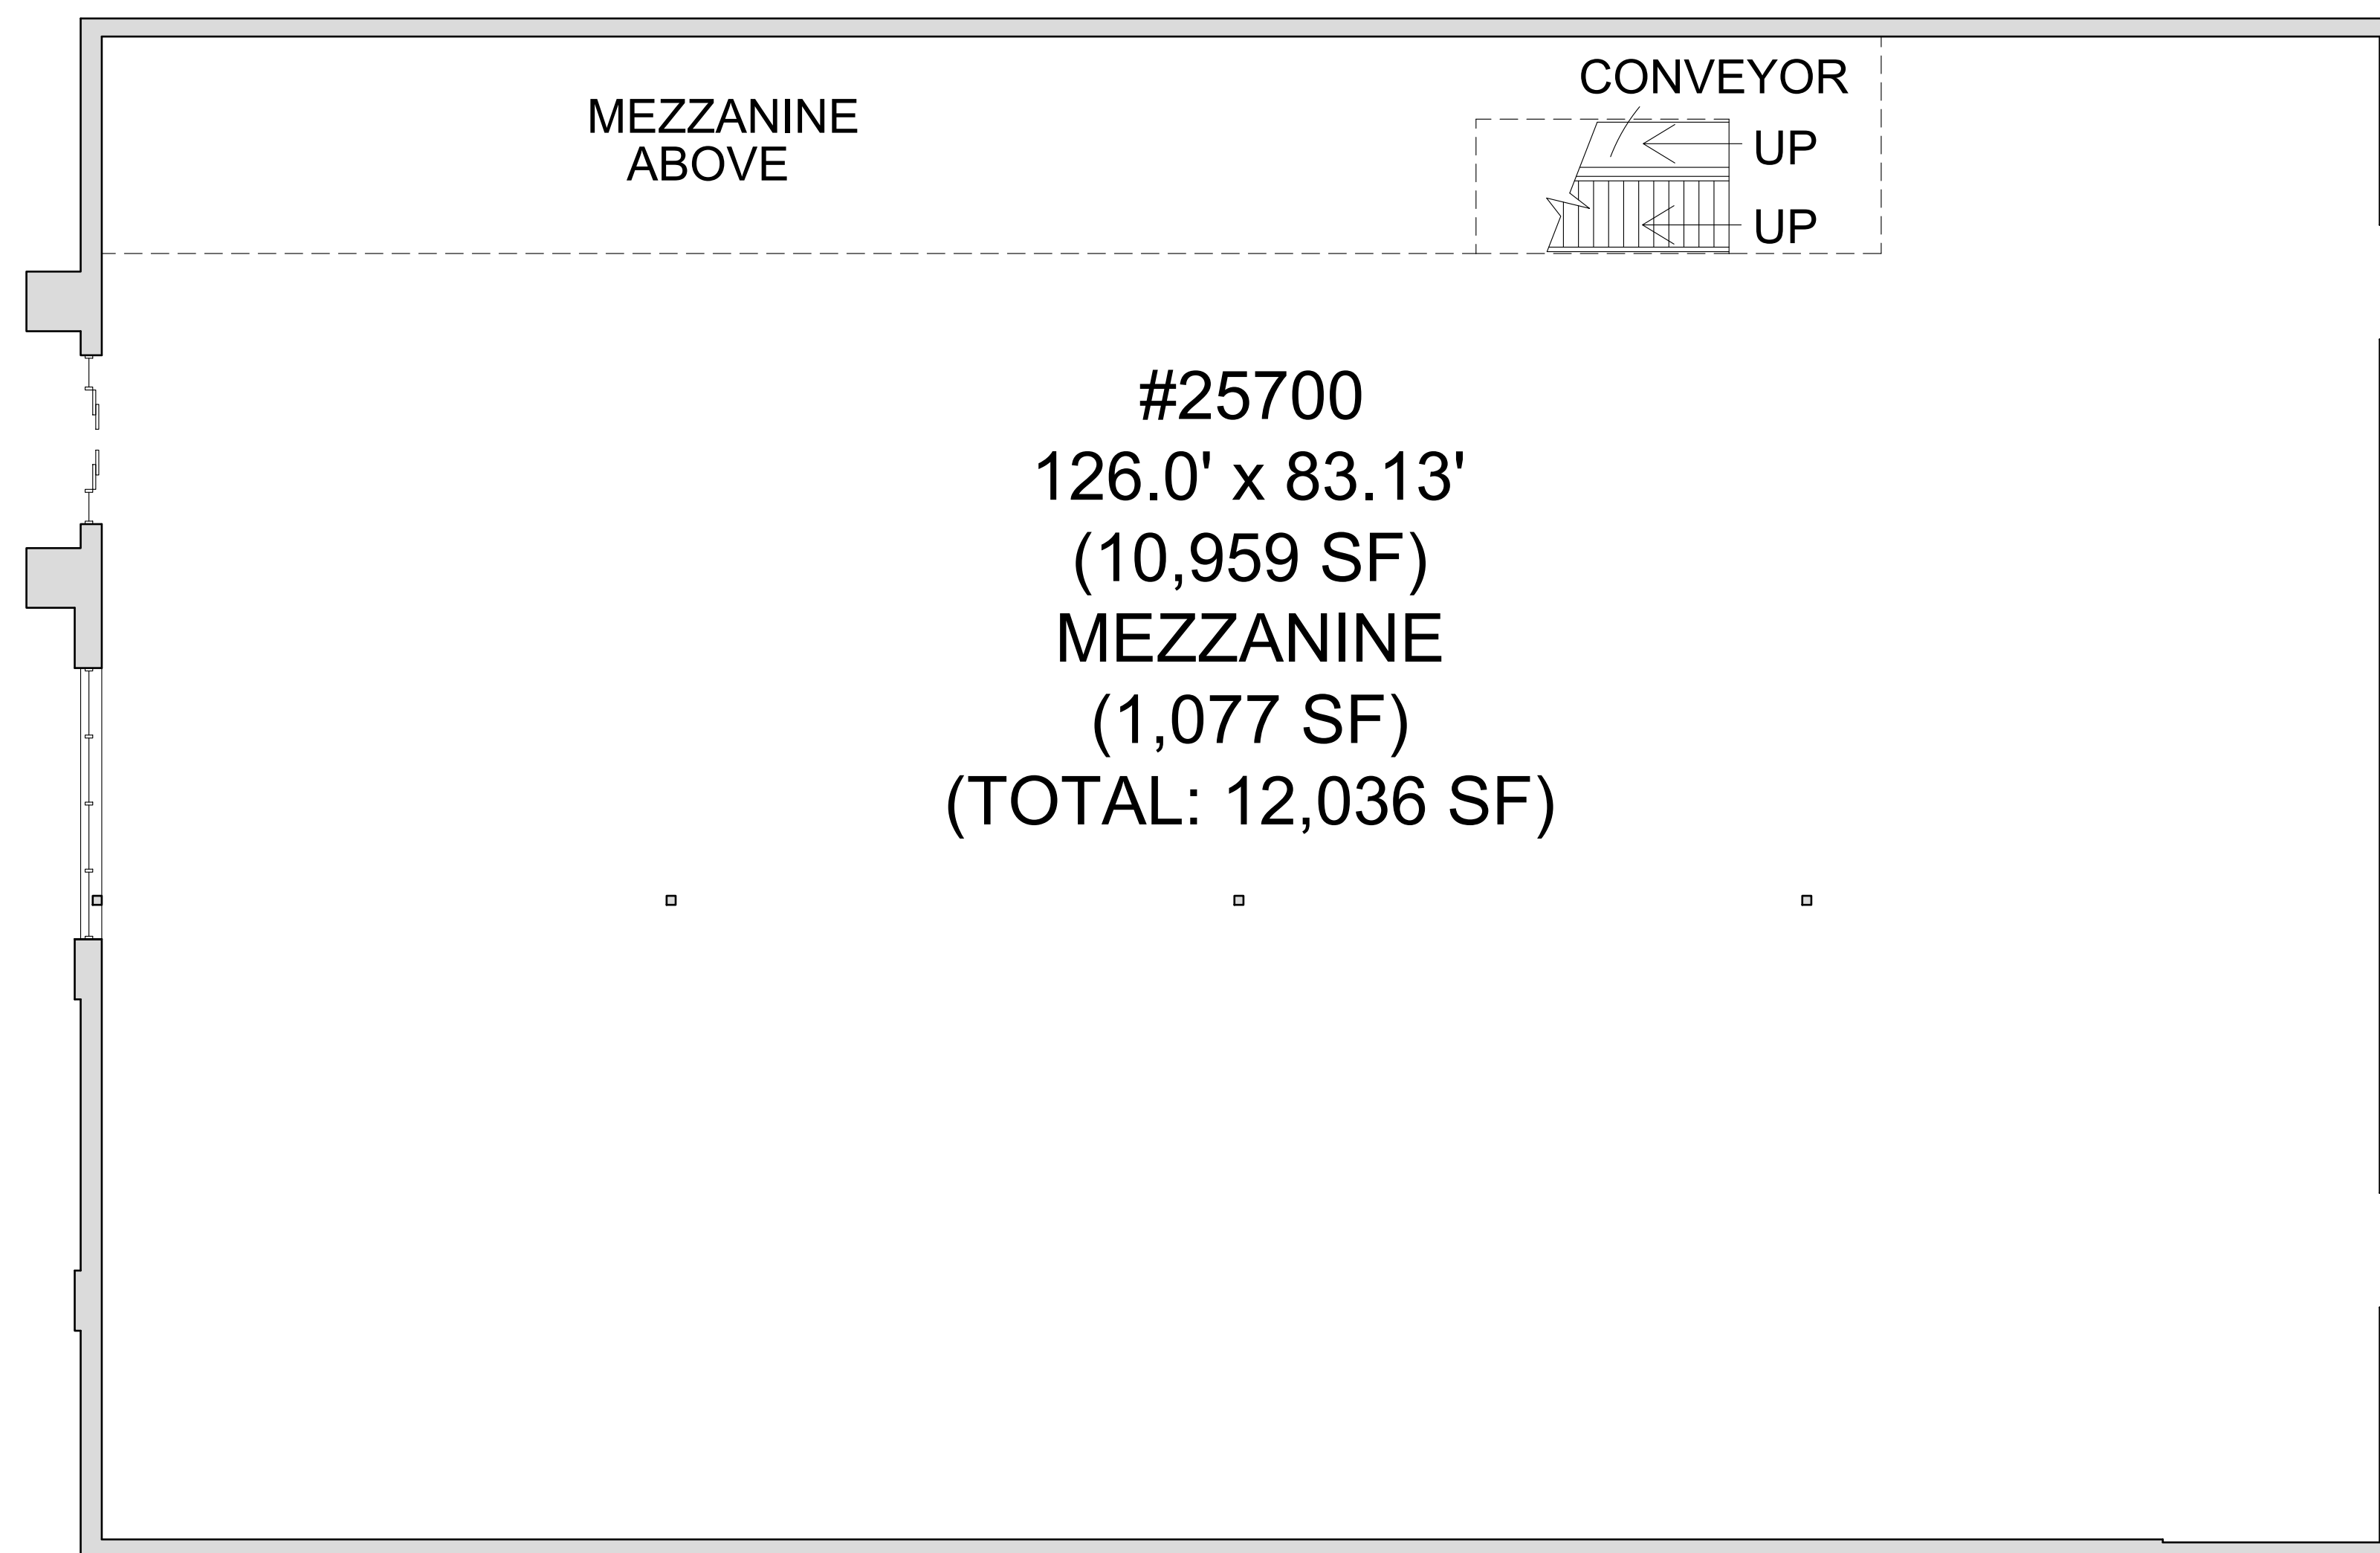 CONVEYOR
MEZZANINE
ABOVE
UP
UP
#25700
126.0' x 83.13'
(10,959 SF)
MEZZANINE
(1,077 SF)
(TOTAL: 12,036 SF)